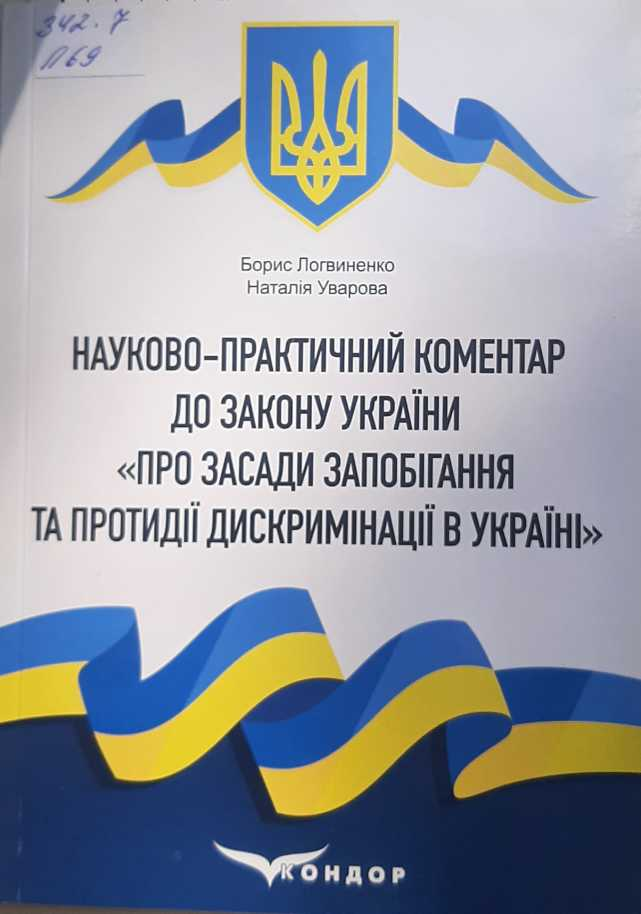 342.7
П69
Борис Логвиненко
Наталія Уварова
НАУКОВО-ПРАКТИЧНИЙ КОМЕНТАР
ДО ЗАКОНУ УКРАЇНИ
«ПРО ЗАСАДИ ЗАПОБІГАННЯ
ТА ПРОТИДІЇ ДИСКРИМІНАЦІЇ В УКРАЇНІ»
КОНДОР